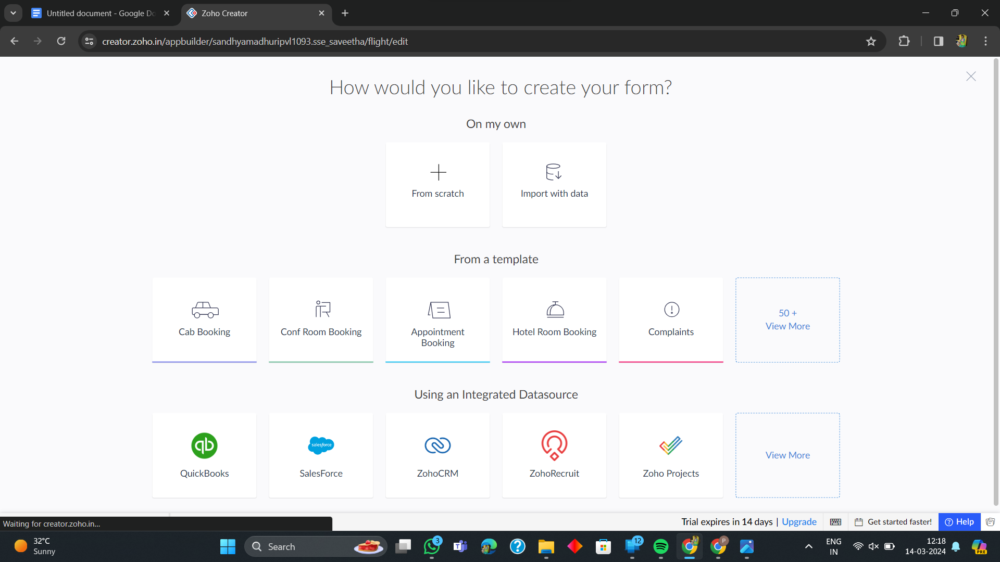 Untitled document - Google Do
Zoho Creator
creator.zoho.in/appbuilder/sandhyamadhuripvl1093.sse_saveetha/flight/edit
How would you like to create your form?
On my own
From scratch
Import with data
From a template
Cab Booking
Conf Room Booking
Appointment
Booking
Hotel Room Booking
Complaints
50 +
View More
Using an Integrated Datasource
qb
salesforce
QuickBooks
SalesForce
ZohoCRM
ZohoRecruit
Zoho Projects
View More
Waiting for creator.zoho.in...
Trial expires in 14 days | Upgrade
Get started faster!
Help
32°C
Sunny
Search
3
12
P
ENG
IN
12:18
14-03-2024
PRE